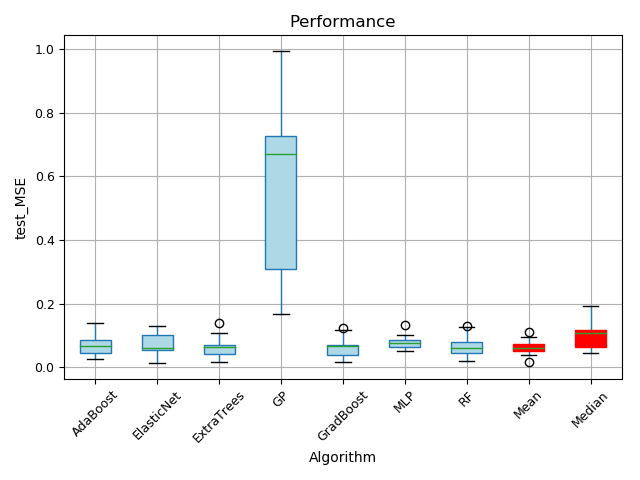 Performance
test_MSE
1.0
0.8
0.6
0.4
0.2
0.0
AdaBoost
ElasticNet
ExtraTrees
GP
GradBoost
MLP
RF
Mean
Median
Algorithm